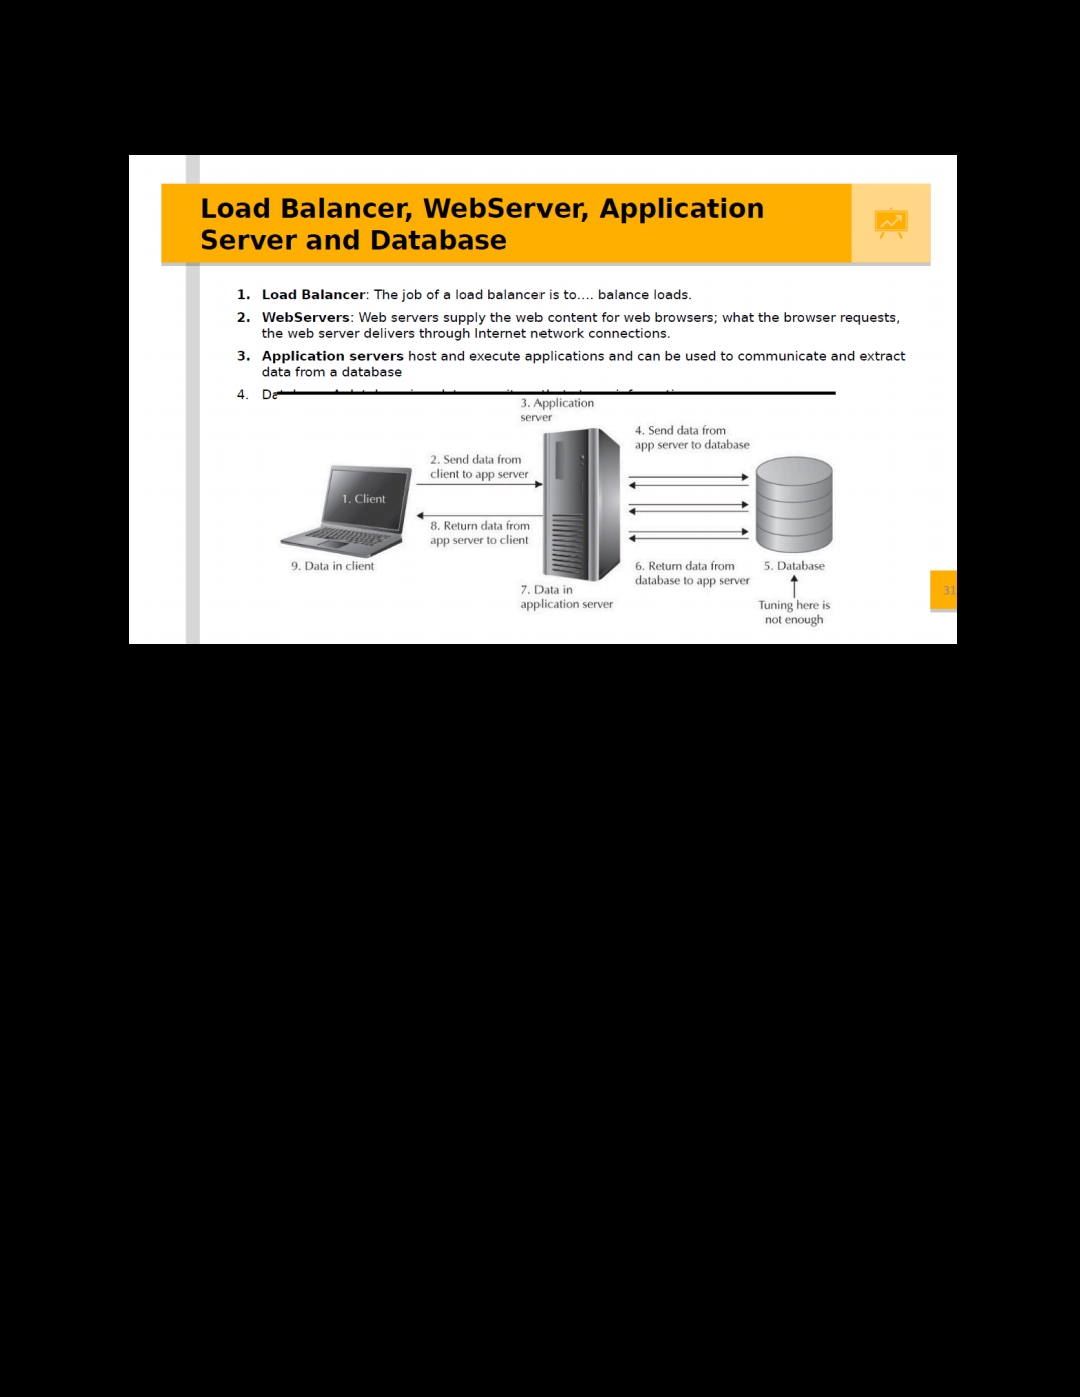 Load Balancer, WebServer, Application
Server and Database
1. Load Balancer: The job of a load balancer is to.... balance loads.
2. WebServers: Web servers supply the web content for web browsers; what the browser requests,
the web server delivers through Internet network connections.
3. Application servers host and execute applications and can be used to communicate and extract
data from a database
4.
3. Application
server
4. Send data from
app server to database
2. Send data from
client to app server
1. Client
8. Return data from
app server to client
9. Data in client
6. Return data from
database to app server
5. Database
7. Data in
application server
Tuning here is
not enough
31